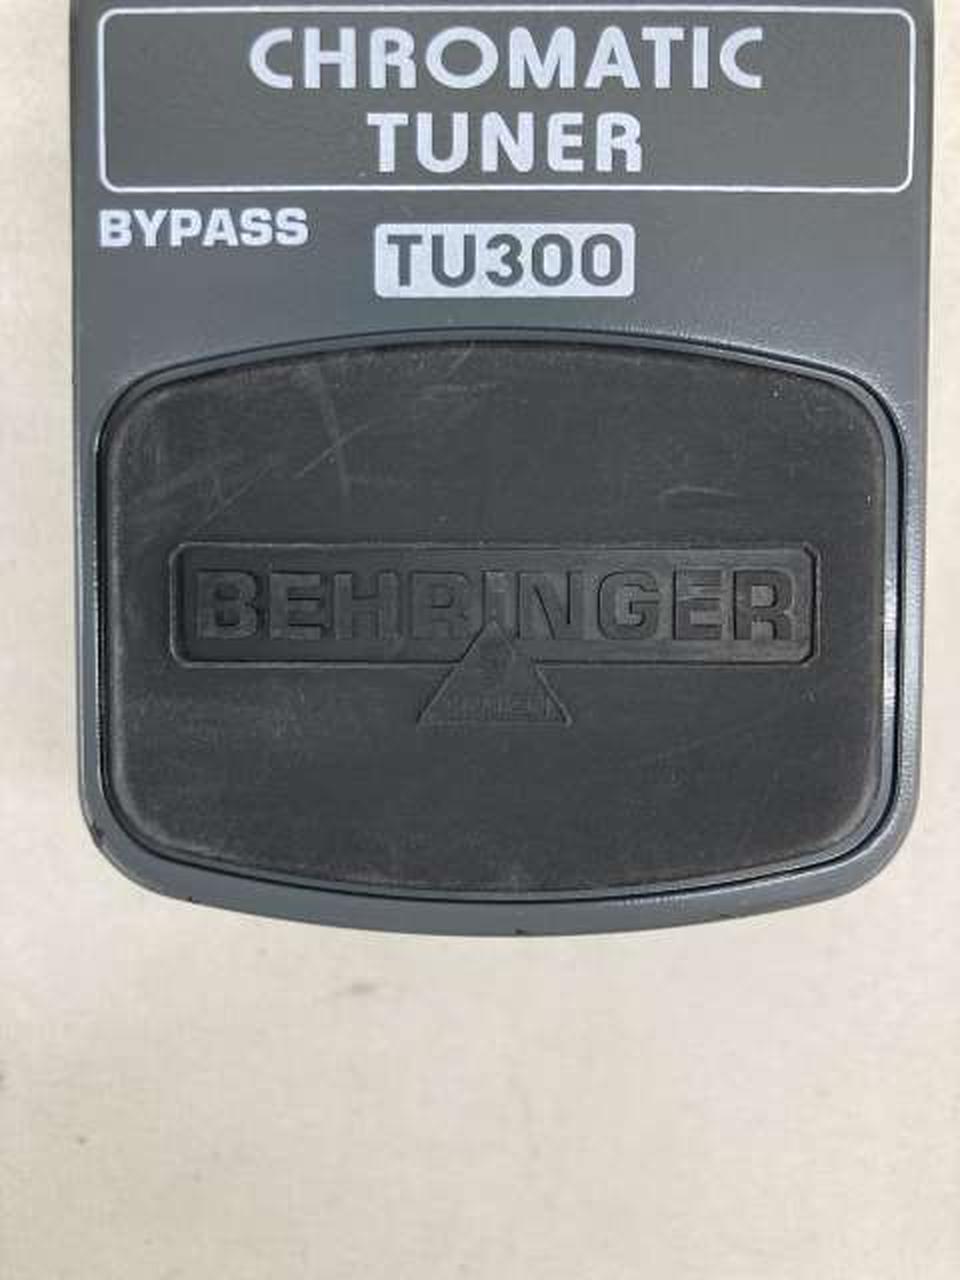 CHROMATIC
TUNER
BYPASS
TU300
BEHRINGER